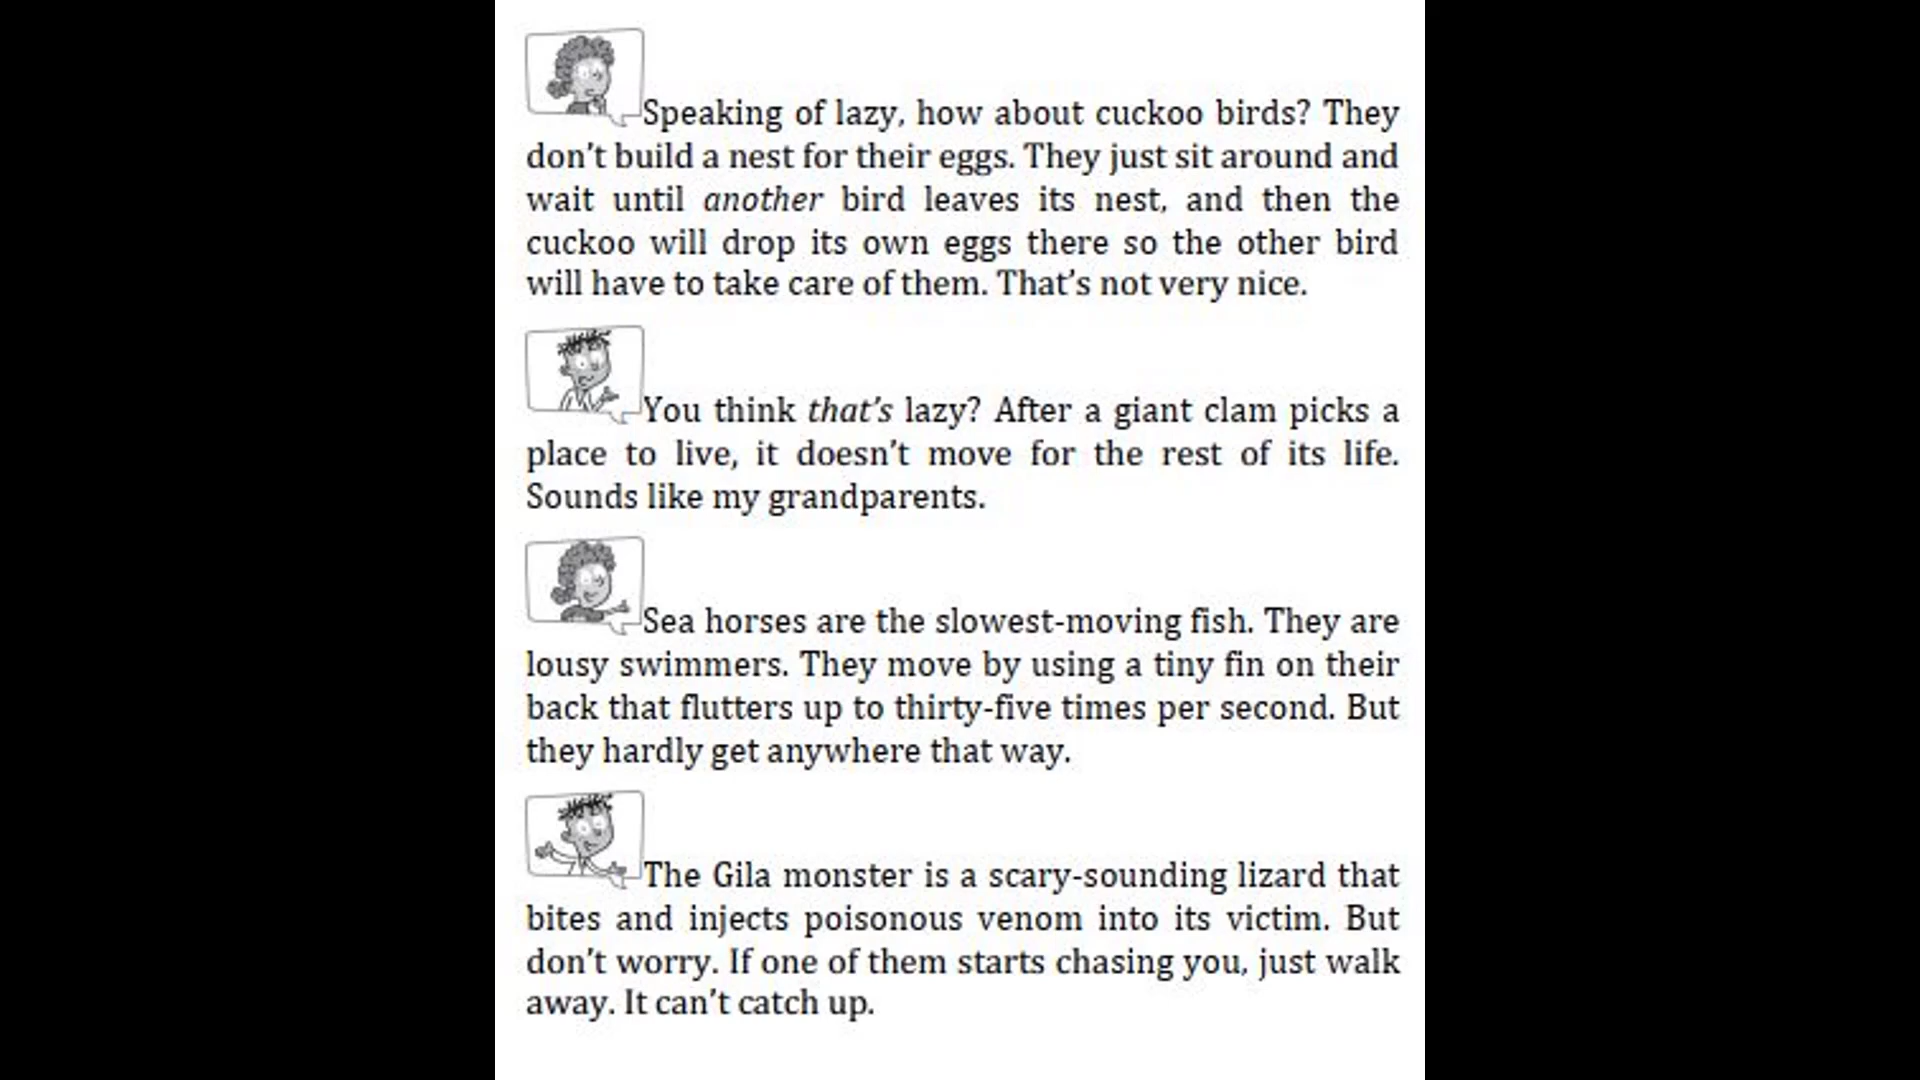 Speaking of lazy, how about cuckoo birds? They
don’t build a nest for their eggs. They just sit around and
wait until another bird leaves its nest, and then the
cuckoo will drop its own eggs there so the other bird
will have to take care of them. That’s not very nice.
You think that’s lazy? After a giant clam picks a
place to live, it doesn’t move for the rest of its life.
Sounds like my grandparents.
Sea horses are the slowest-moving fish. They are
lousy swimmers. They move by using a tiny fin on their
back that flutters up to thirty-five times per second. But
they hardly get anywhere that way.
The Gila monster is a scary-sounding lizard that
bites and injects poisonous venom into its victim. But
don’t worry. If one of them starts chasing you, just walk
away. It can’t catch up.